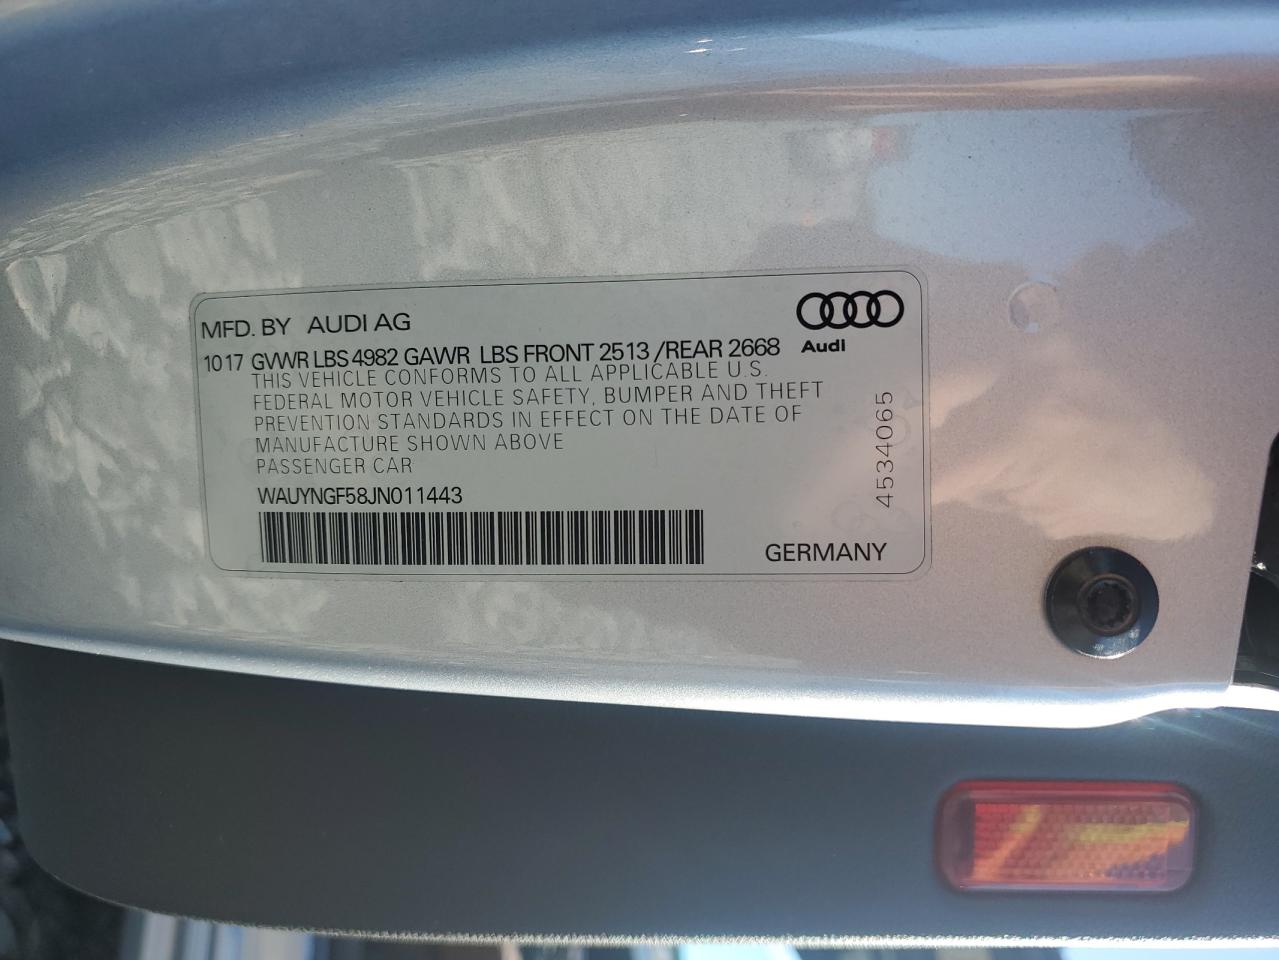 MFD. BY AUDI AG
10 17 GVWR LBS 4982 GAWR LBS FRONT 2513 /REAR 2668
Audi
THIS VEHICLE CONFORMS TO ALL APPLICABLE U.S.
FEDERAL MOTOR VEHICLE SAFETY, BUMPER AND THEFT
PREVENTION STANDARDS IN EFFECT ON THE DATE OF
MANUFACTURE SHOWN ABOVE
PASSENGER CAR
WAUYNGF58JN011443
GERMANY
4534065